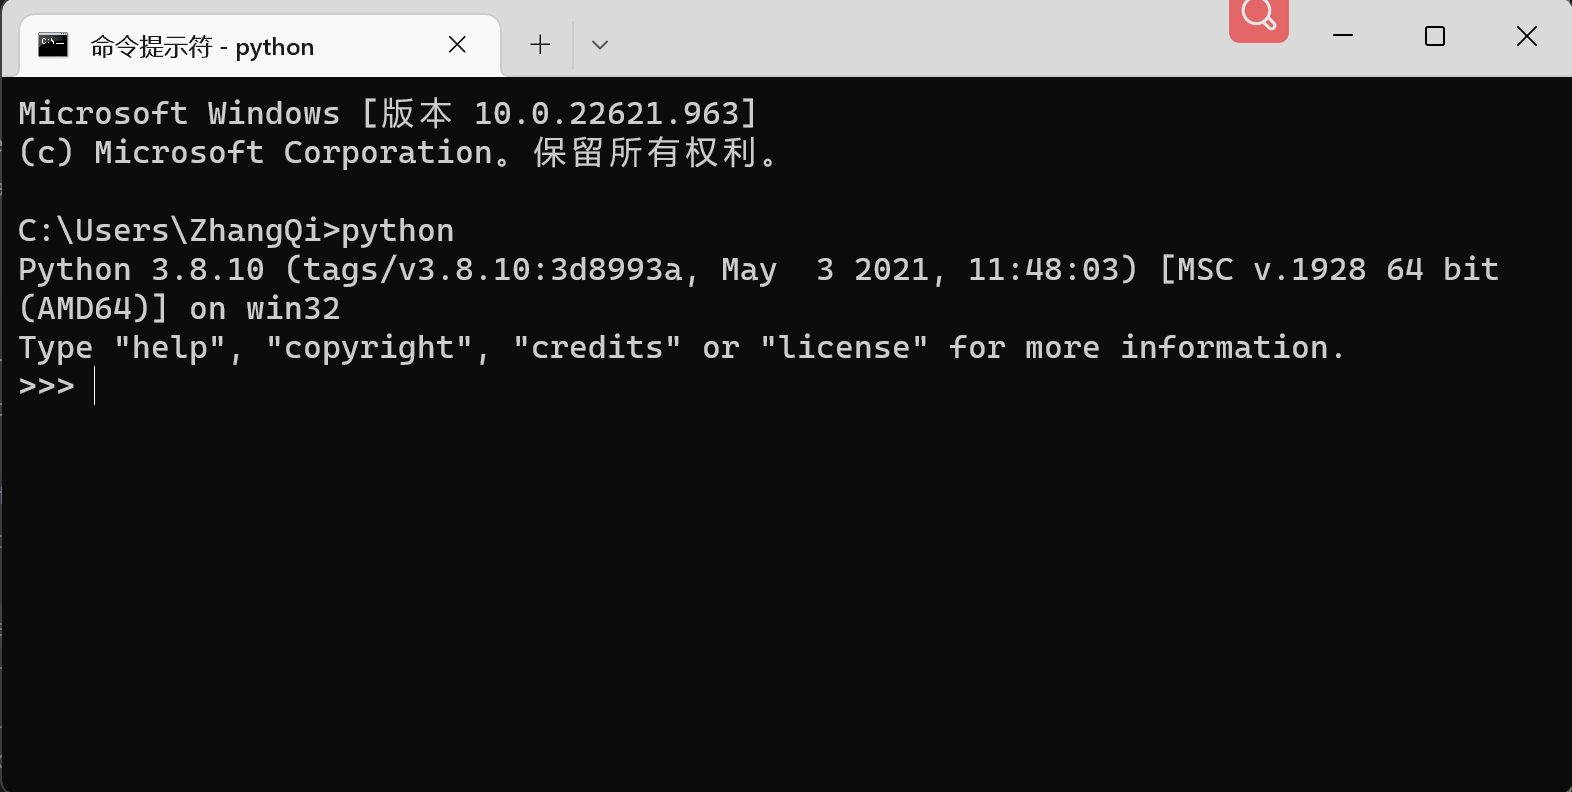 命令提示符 - python
Microsoft Windows [版本 10.0.22621.963]
(c) Microsoft Corporation。保留所有权利。
C:\Users\ZhangQi>python
Python 3.8.10 (tags/v3.8.10:3d8993a, May  3 2021, 11:48:03) [MSC v.1928 64 bit
(AMD64)] on win32
Type "help", "copyright", "credits" or "license" for more information.
>>>